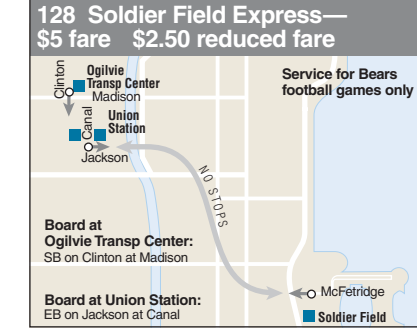 128 Soldier Field Express—
$5 fare $2.50 reduced fare
Service for Bears
football games only
Clinton
Ogilvie
Transp Center
Madison
Canal
Union
Station
Jackson
NO STOPS
Board at
Ogilvie Transp Center:
SB on Clinton at Madison
Board at Union Station:
EB on Jackson at Canal
McFetridge
Soldier Field